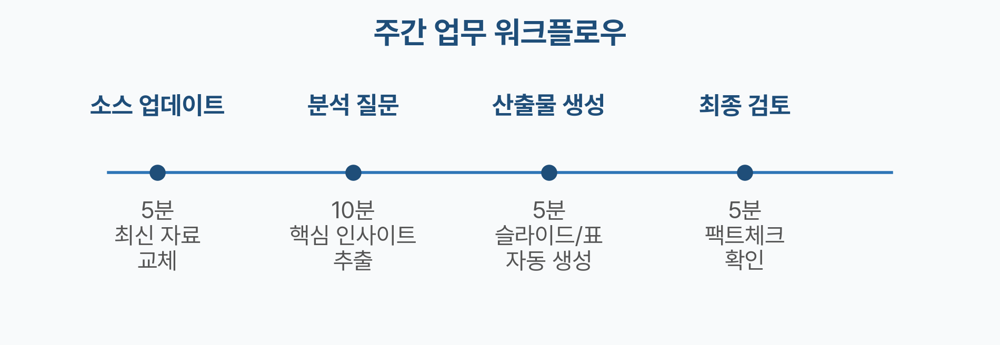 주간 업무 워크플로우
소스 업데이트
분석 질문
산출물 생성
최종 검토
5분
최신 자료
교체
10분
핵심 인사이트
추출
5분
슬라이드/표
자동 생성
5분
팩트체크
확인